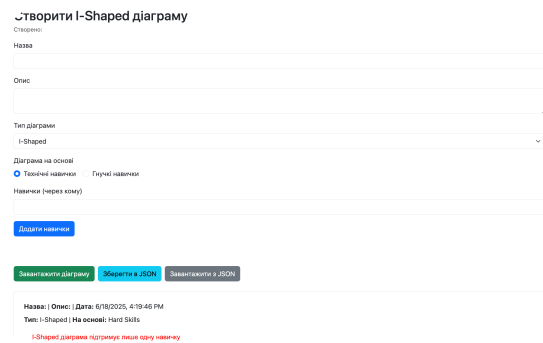 Створити I-Shaped діаграму
Створено:
Назва
Опис
Тип діаграми
I-Shaped
Діаграма на основі
Технічні навички Гнучкі навички
Навички (через кому)
Додати навички
Завантажити діаграму Зберегти в JSON Завантажити з JSON
Назва: | Опис: | Дата: 6/18/2025, 4:19:46 PM
Тип: I-Shaped | На основі: Hard Skills
I-Shaped діаграма підтримує лише одну навичку